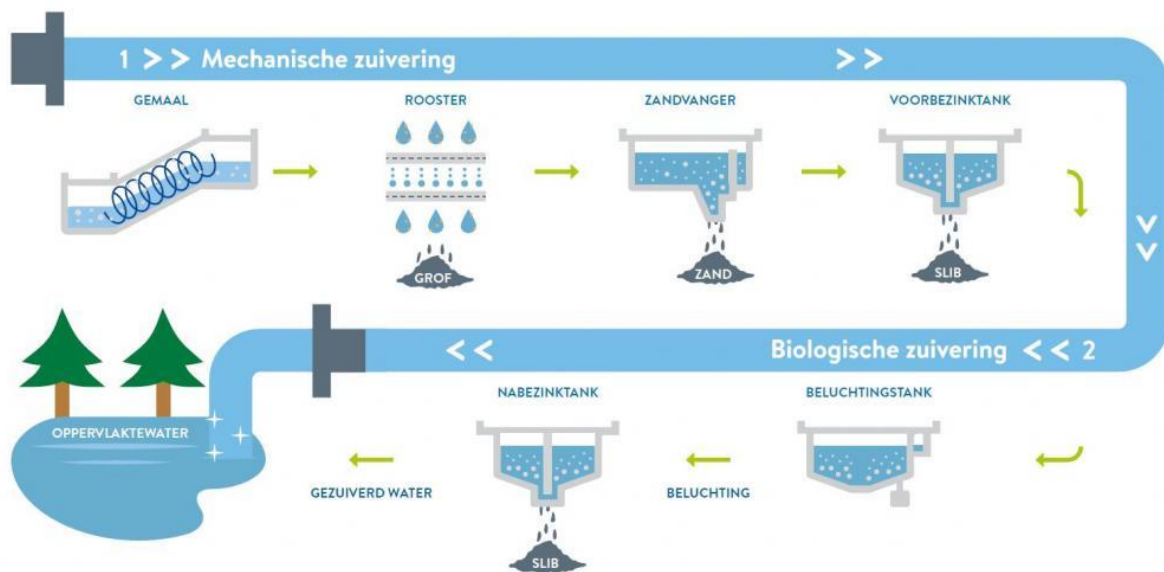 1 >> Mechanische zuivering >>
GEMAAL
ROOSTER
ZANDVANGER
VOORBEZINKTANK
GROF
ZAND
SLIB
Biologische zuivering << 2
NABEZINKTANK
BELUCHTINGSTANK
OPPERVLAKTEWATER
GEZUIVERD WATER
BELUCHTING
SLIB